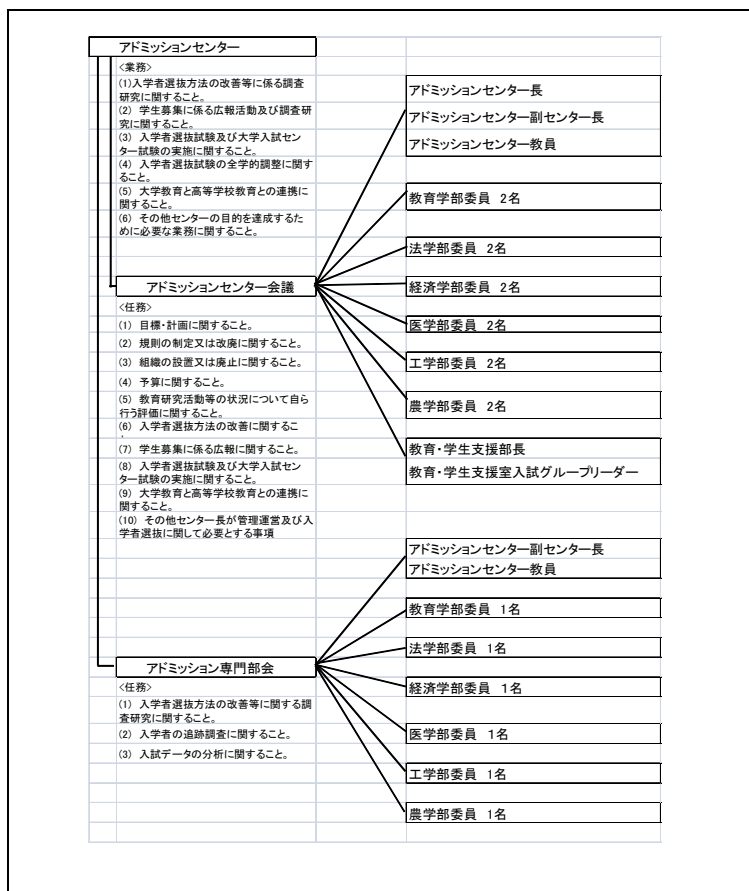 アドミッションセンター
<業務>
(1)入学者選抜方法の改善等に係る調査
研究に関すること。
(2) 学生募集に係る広報活動及び調査研
究に関すること。
(3) 入学者選抜試験及び大学入試セン
ター試験の実施に関すること。
(4) 入学者選抜試験の全学的調整に関す
ること。
(5) 大学教育と高等学校教育との連携に
関すること。
(6) その他センターの目的を達成するた
めに必要な業務に関すること。
アドミッションセンター会議
<任務>
(1) 目標・計画に関すること。
(2) 規則の制定又は改廃に関すること。
(3) 組織の設置又は廃止に関すること。
(4) 予算に関すること。
(5) 教育研究活動等の状況について自ら
行う評価に関すること。
(6) 入学者選抜方法の改善に関するこ
(7) 学生募集に係る広報に関すること。
(8) 入学者選抜試験及び大学入試セン
ター試験の実施に関すること。
(9) 大学教育と高等学校教育との連携に
関すること。
(10) その他センター長が管理運営及び入
学者選抜に関して必要とする事項
アドミッションセンター長
アドミッションセンター副センター長
アドミッションセンター教員
教育学部委員 2名
法学部委員 2名
経済学部委員 2名
医学部委員 2名
工学部委員 2名
農学部委員 2名
教育・学生支援部長
教育・学生支援室入試グループリーダー
アドミッション専門部会
<任務>
(1) 入学者選抜方法の改善等に関する調
査研究に関すること。
(2) 入学者の追跡調査に関すること。
(3) 入試データの分析に関すること。
アドミッションセンター副センター長
アドミッションセンター教員
教育学部委員 1名
法学部委員 1名
経済学部委員 1名
医学部委員 1名
工学部委員 1名
農学部委員 1名